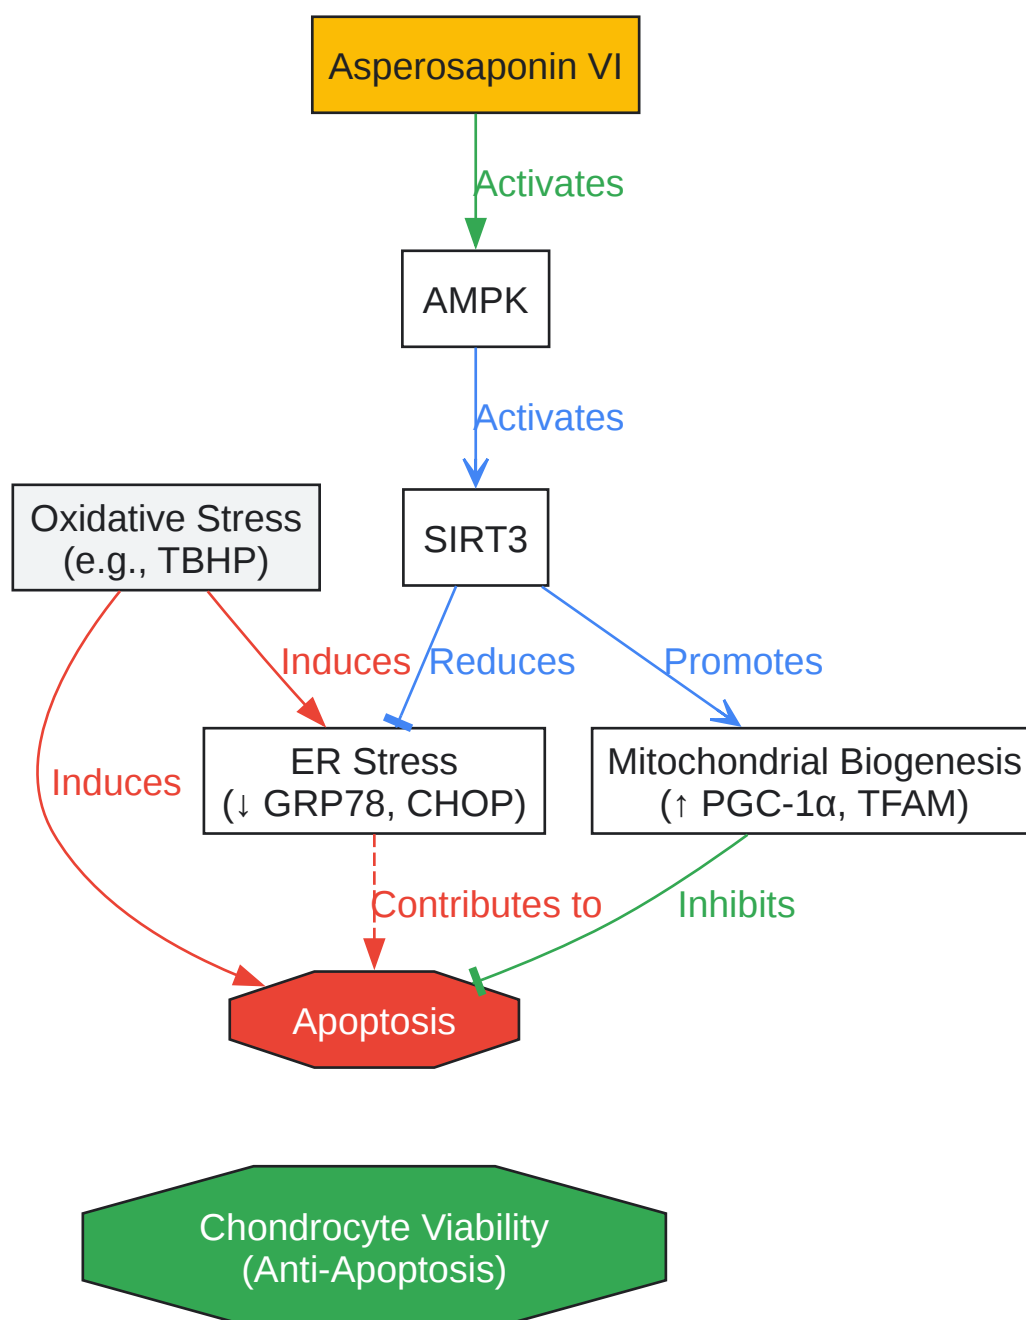 Asperosaponin VI
Activates
AMPK
Activates
Oxidative Stress
(e.g., TBHP)
SIRT3
Induces
Reduces
Promotes
ER Stress
(↓ GRP78, CHOP)
Mitochondrial Biogenesis
(↑ PGC-1α, TFAM)
Induces
Contributes to
Inhibits
Apoptosis
Chondrocyte Viability
(Anti-Apoptosis)